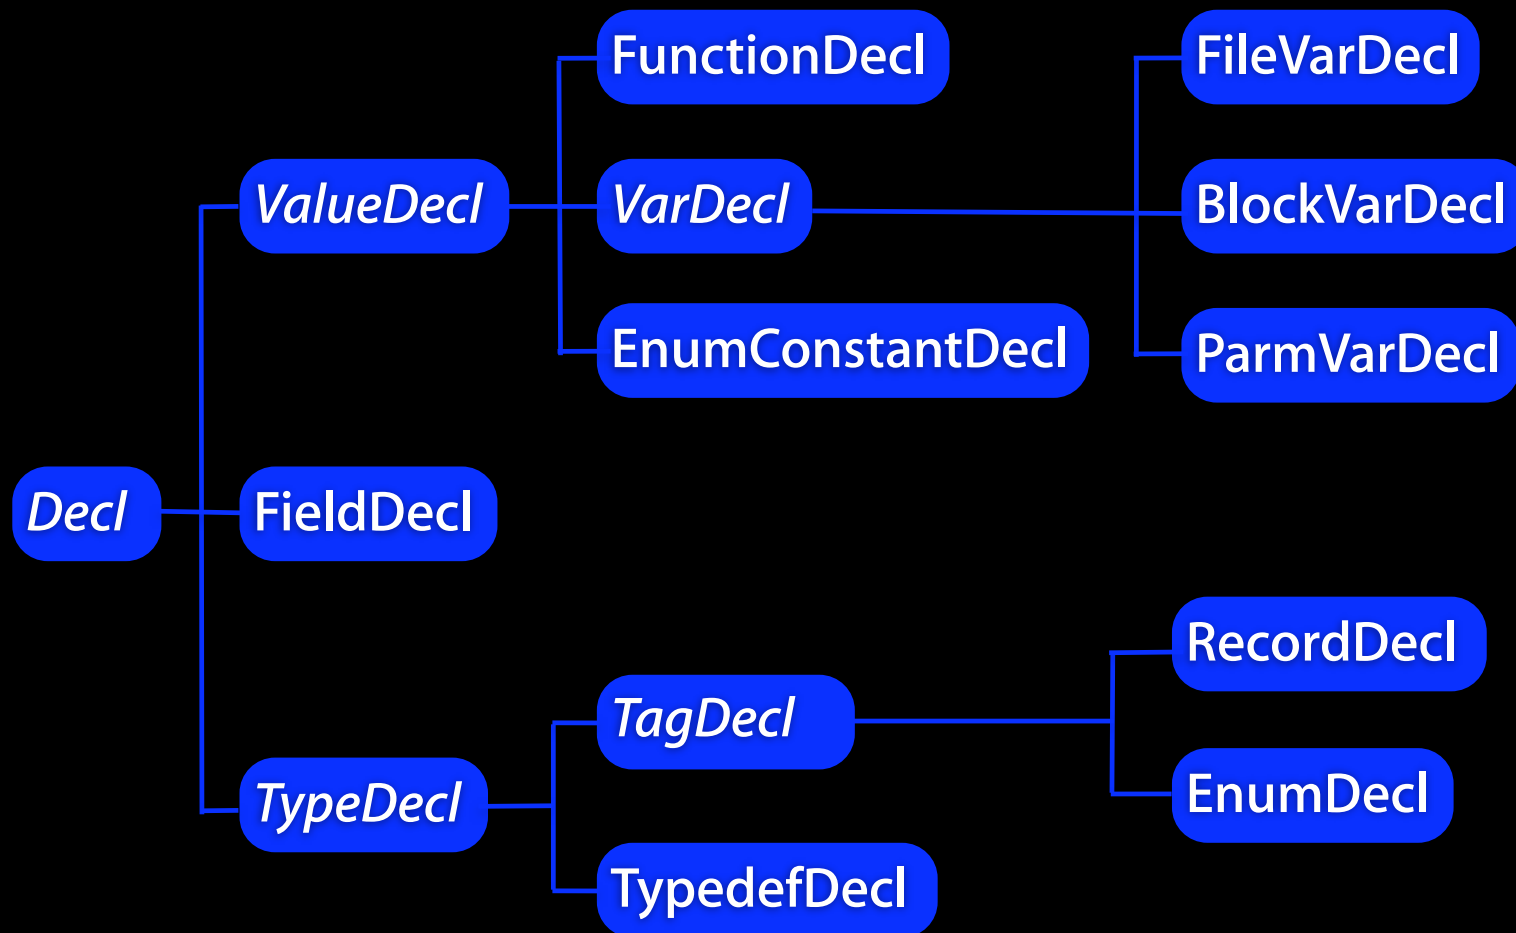 FunctionDecl
FileVarDecl
ValueDecl
VarDecl
BlockVarDecl
EnumConstantDecl
ParmVarDecl
Decl
FieldDecl
RecordDecl
TagDecl
TypeDecl
EnumDecl
TypedefDecl